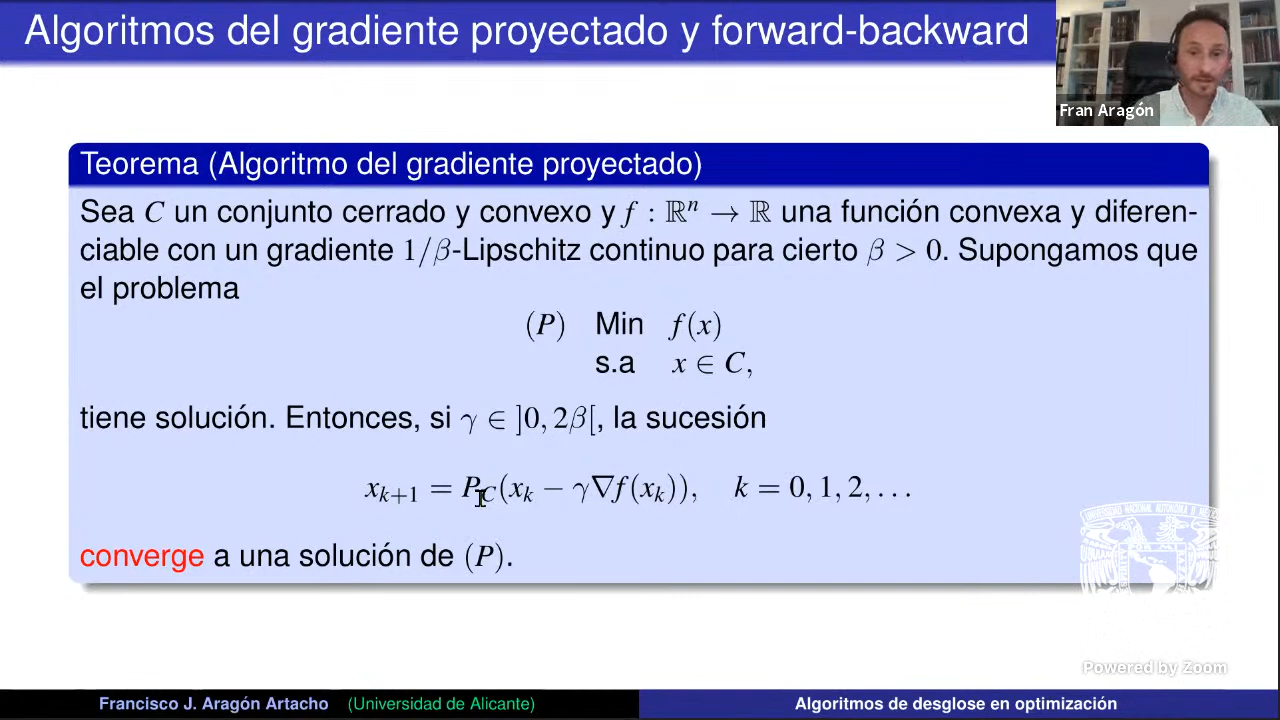 Algoritmos del gradiente proyectado y forward-backward
Fran Aragón
Teorema (Algoritmo del gradiente proyectado)
Sea C un conjunto cerrado y convexo y f : ℝⁿ → ℝ una función convexa y diferen-
ciable con un gradiente 1/β-Lipschitz continuo para cierto β > 0. Supongamos que
el problema
(P) Min f(x)
s.a x ∈ C,
tiene solución. Entonces, si γ ∈ ]0, 2β[, la sucesión
x_{k+1} = P_C(x_k − γ∇f(x_k)), k = 0, 1, 2, . . .
converge a una solución de (P).
Powered by Zoom
Francisco J. Aragón Artacho (Universidad de Alicante)
Algoritmos de desglose en optimización